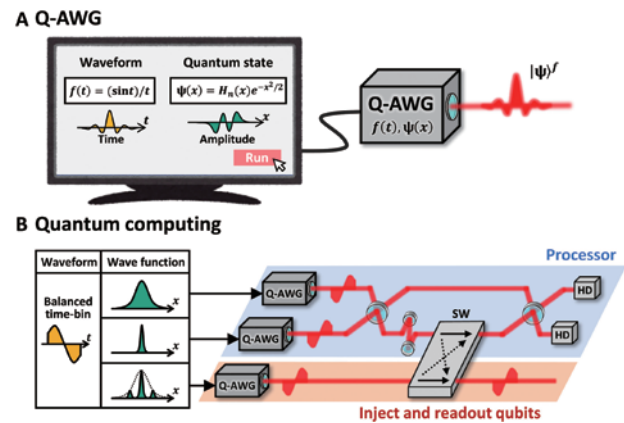 A Q-AWG
Waveform
Quantum state
f(t) = (sint)/t
ψ(x) = Hₙ(x)e^{-x²/2}
t
x
Time
Amplitude
Run
Q-AWG
f(t), ψ(x)
|ψ⟩ᶠ
B Quantum computing
Waveform
Wave function
Balanced
time-bin
t
x
x
x
Processor
Q-AWG
Q-AWG
Q-AWG
SW
HD
HD
Inject and readout qubits